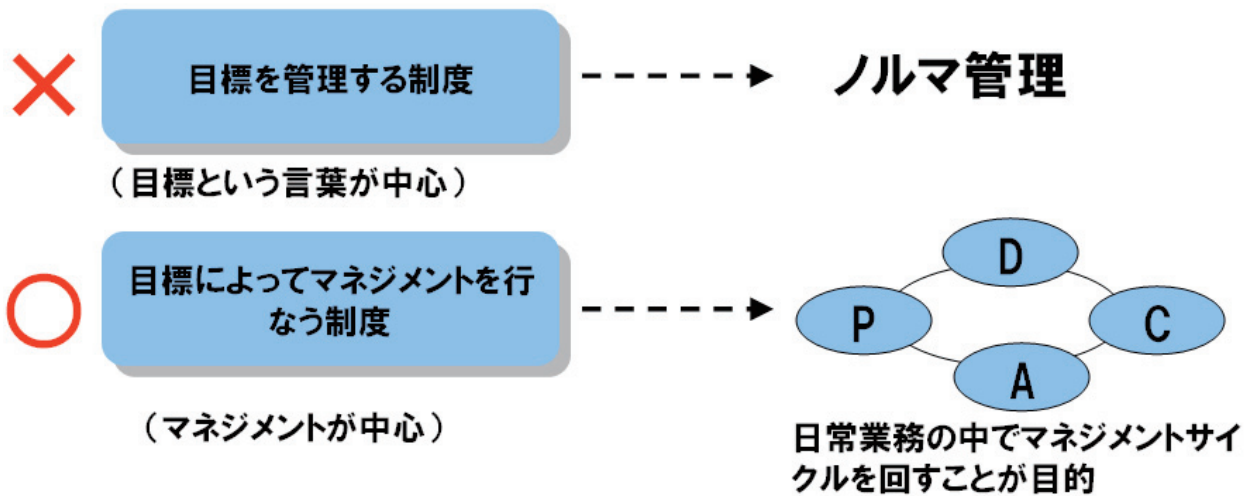 目標を管理する制度
ノルマ管理
（目標という言葉が中心）
目標によってマネジメントを行
なう制度
D
P
C
A
（マネジメントが中心）
日常業務の中でマネジメントサイ
クルを回すことが目的